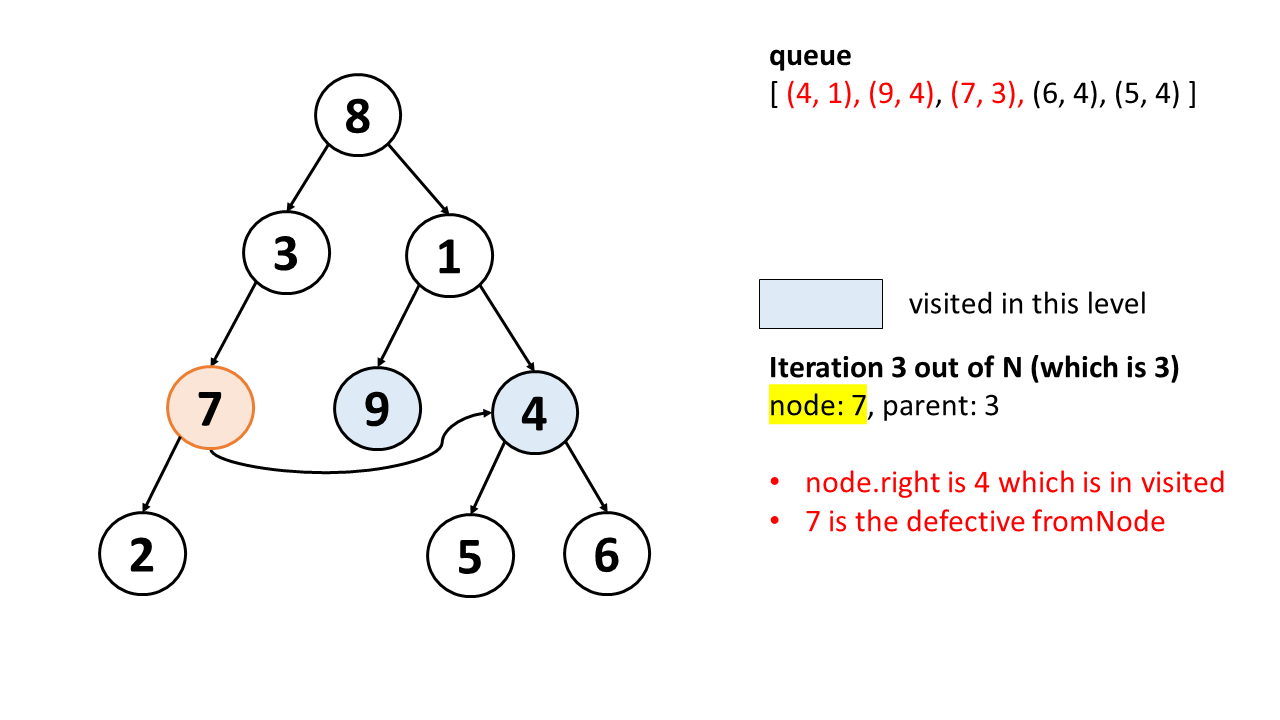 8
3
1
7
9
4
2
5
6
queue
[ (4, 1), (9, 4), (7, 3), (6, 4), (5, 4) ]
visited in this level
Iteration 3 out of N (which is 3)
node: 7, parent: 3
• node.right is 4 which is in visited
• 7 is the defective fromNode